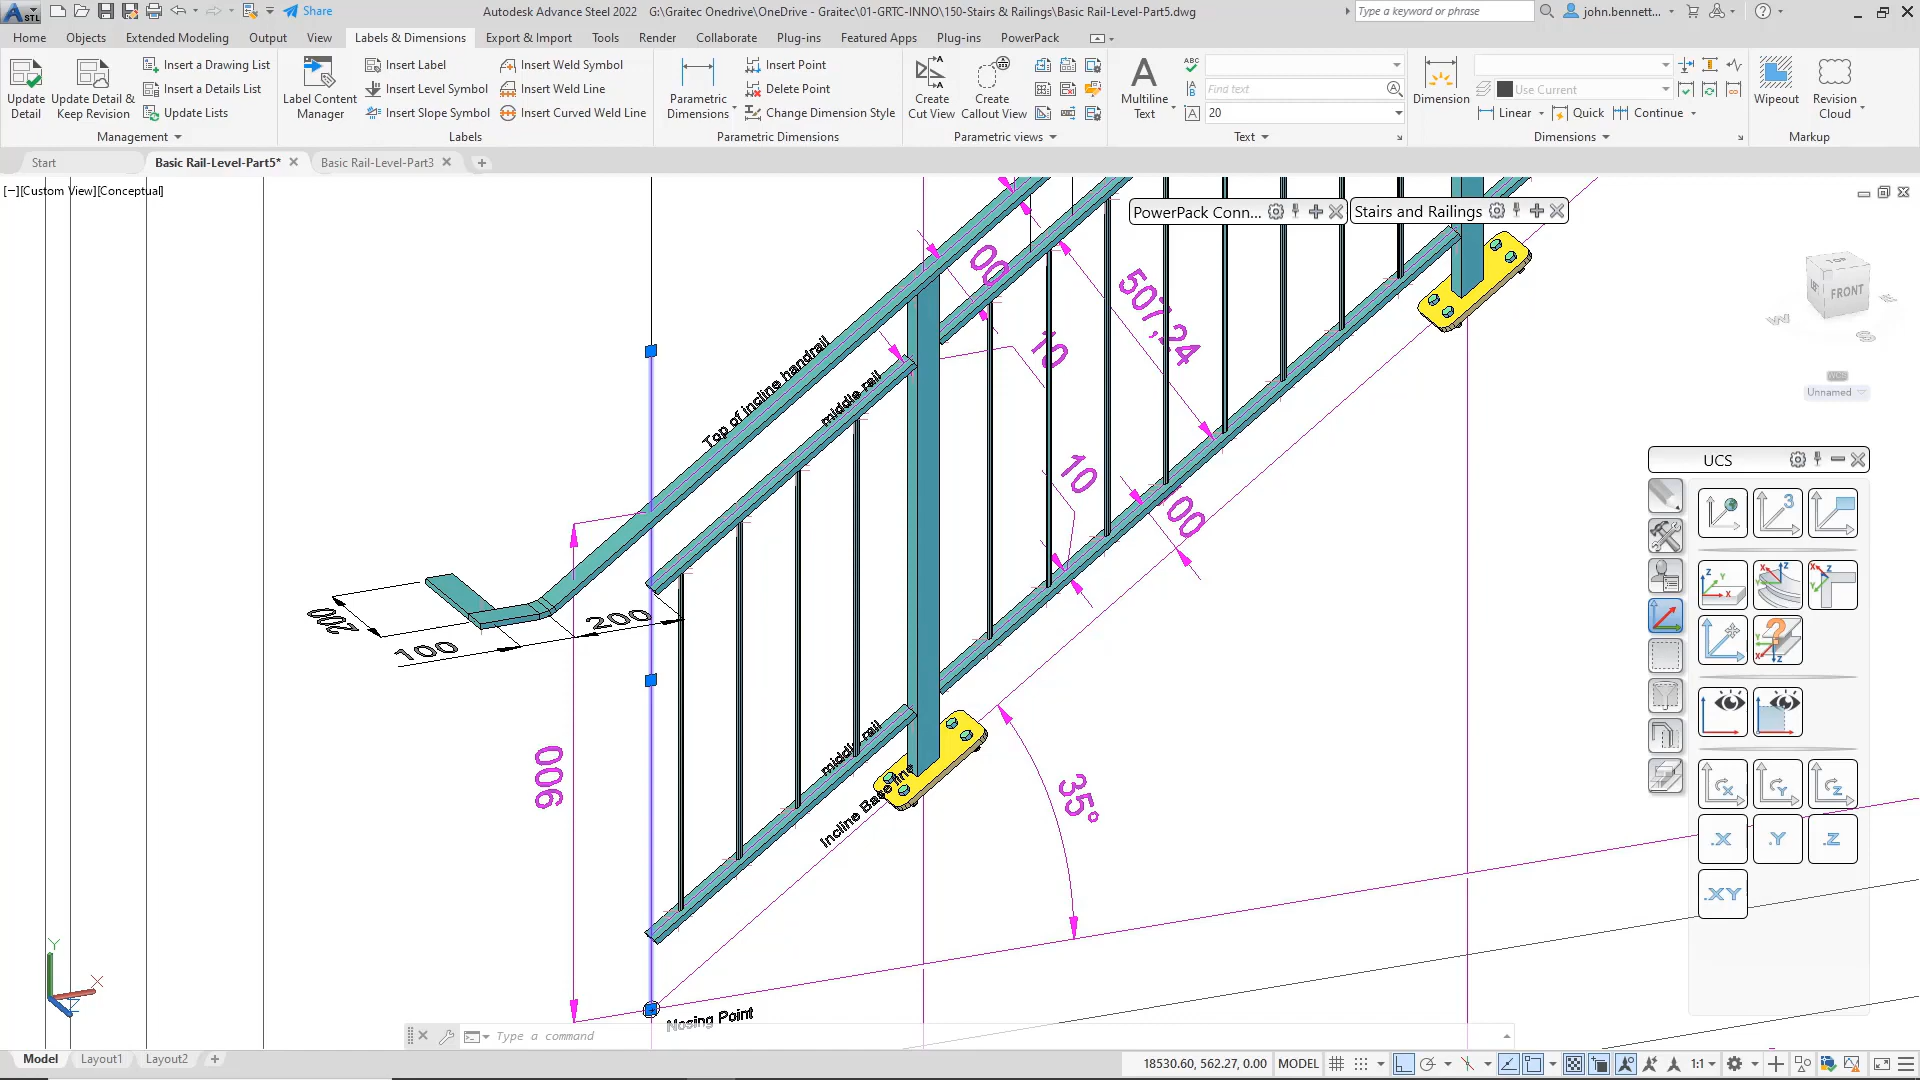 A STL
Share
Autodesk Advance Steel 2022 G:\Graitec Onedrive\OneDrive - Graitec\01-GRTC-INNO\150-Stairs & Railings\Basic Rail-Level-Part5.dwg
Type a keyword or phrase
john.bennett...
Home Objects Extended Modeling Output View Labels & Dimensions Export & Import Tools Render Collaborate Plug-ins Featured Apps Plug-ins PowerPack
Update Detail
Update Detail & Keep Revision
Insert a Drawing List
Insert a Details List
Update Lists
Management
Label Content Manager
Insert Label
Insert Level Symbol
Insert Slope Symbol
Insert Weld Symbol
Insert Weld Line
Insert Curved Weld Line
Labels
Parametric Dimensions
Insert Point
Delete Point
Change Dimension Style
Parametric Dimensions
Create Cut View
Create Callout View
Parametric views
Multiline Text
ABC
Find text
20
Text
Dimension
Use Current
Linear
Quick
Continue
Dimensions
Wipeout
Revision Cloud
Markup
Start
Basic Rail-Level-Part5*
Basic Rail-Level-Part3
[−][Custom View][Conceptual]
PowerPack Conn...
Stairs and Railings
TOP
FRONT
W
S
WCS
Unnamed
00
10
507,24
Top of incline handrail
middle rail
10
100
200
200
100
900
middle rail
Incline Base line
35°
Nosing Point
UCS
3
X
Y
Z
.X
.Y
.Z
.XY
Y
X
Z
Type a command
Model Layout1 Layout2
18530.60, 562.27, 0.00 MODEL
1:1